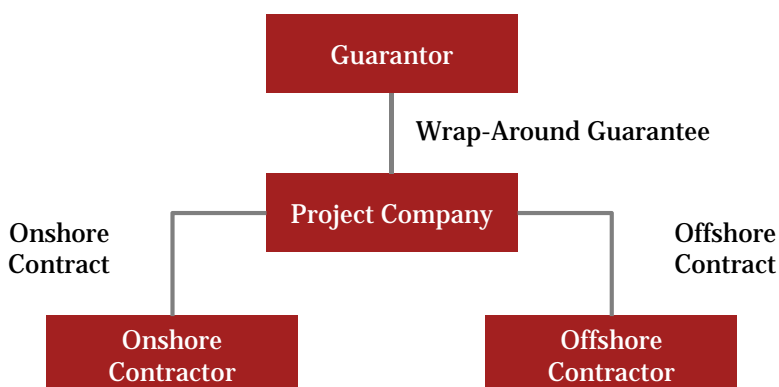 Guarantor
Wrap-Around Guarantee
Project Company
Onshore
Contract
Offshore
Contract
Onshore
Contractor
Offshore
Contractor